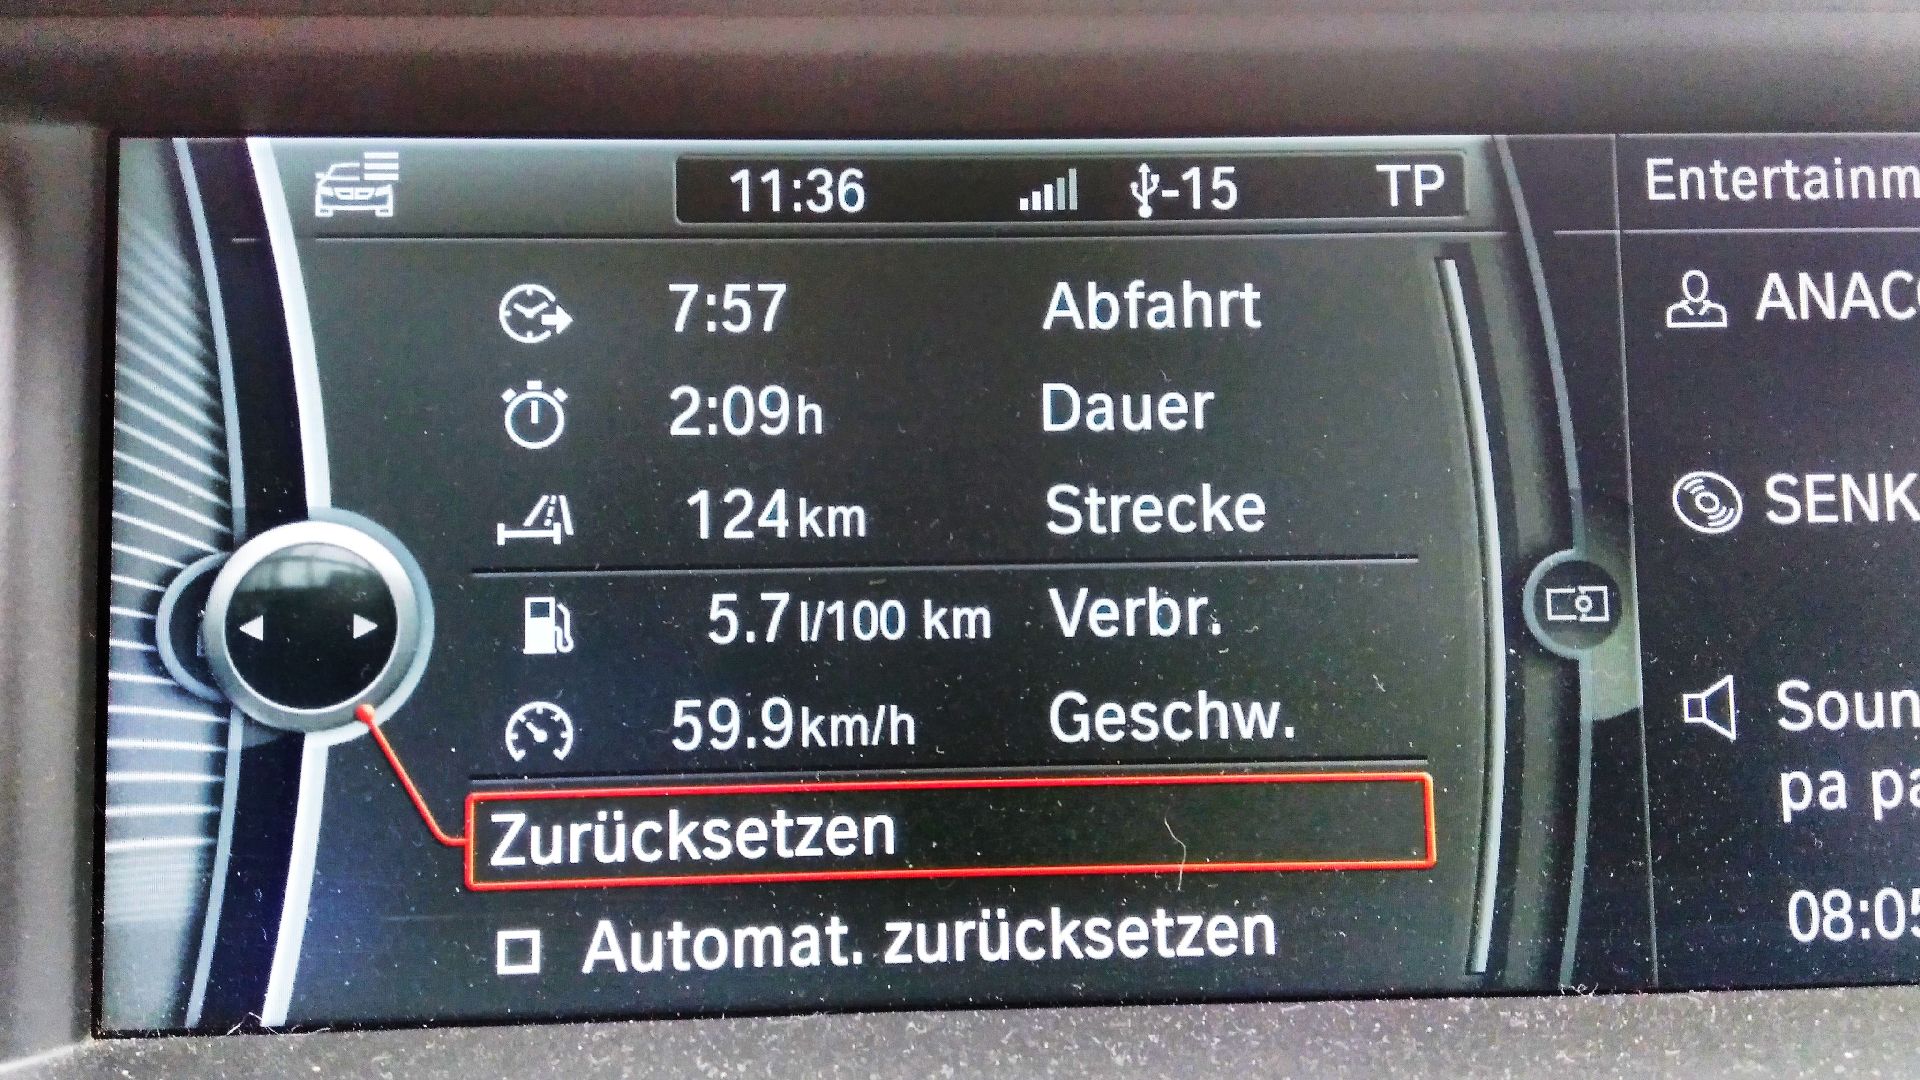 11:36 -15 TP
7:57 Abfahrt
2:09h Dauer
124km Strecke
5.7l/100 km Verbr.
59.9km/h Geschw.
Zurücksetzen
Automat. zurücksetzen
Entertainm
ANAC
SENK
Soun
pa pa
08:05